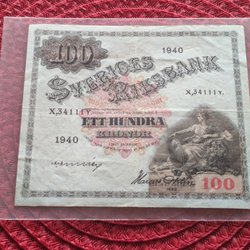 100 1940
SVERIGES
RIKSBANK
X,34111Y.
X,34111Y.
1940
ETT HUNDRA
KRONOR
100